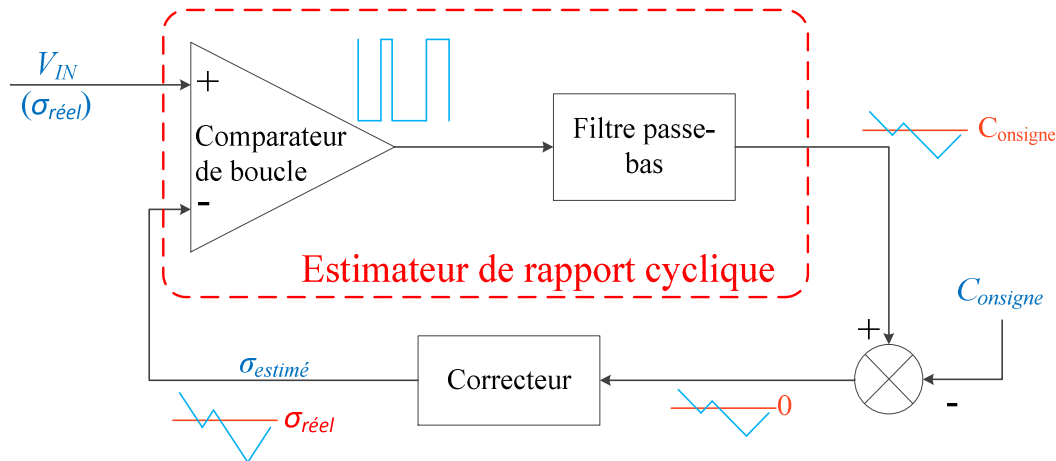 V_IN
(σ_réel)
+
Comparateur
de boucle
-
Filtre passe-
bas
C_onsigne
Estimateur de rapport cyclique
C_onsigne
+
-
σ_estimé
Correcteur
0
σ_réel